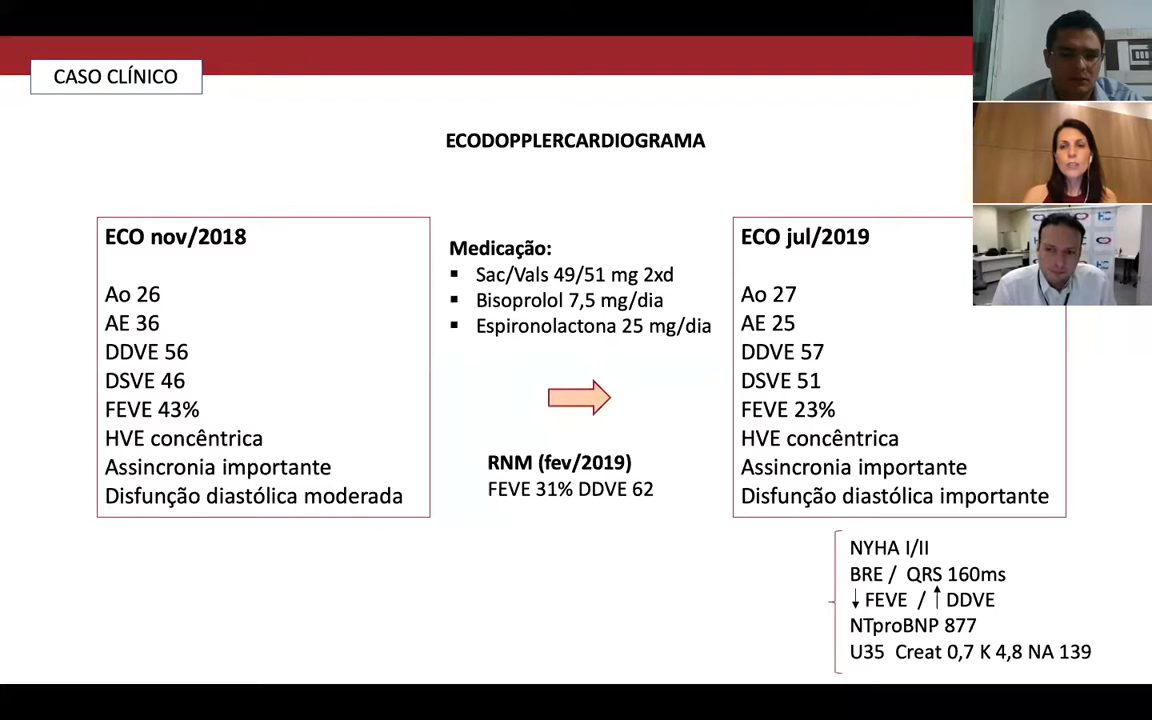 CASO CLÍNICO
ECODOPPLERCARDIOGRAMA
ECO nov/2018
Ao 26
AE 36
DDVE 56
DSVE 46
FEVE 43%
HVE concêntrica
Assincronia importante
Disfunção diastólica moderada
Medicação:
▪ Sac/Vals 49/51 mg 2xd
▪ Bisoprolol 7,5 mg/dia
▪ Espironolactona 25 mg/dia
RNM (fev/2019)
FEVE 31% DDVE 62
ECO jul/2019
Ao 27
AE 25
DDVE 57
DSVE 51
FEVE 23%
HVE concêntrica
Assincronia importante
Disfunção diastólica importante
NYHA I/II
BRE / QRS 160ms
↓ FEVE / ↑ DDVE
NTproBNP 877
U35 Creat 0,7 K 4,8 NA 139